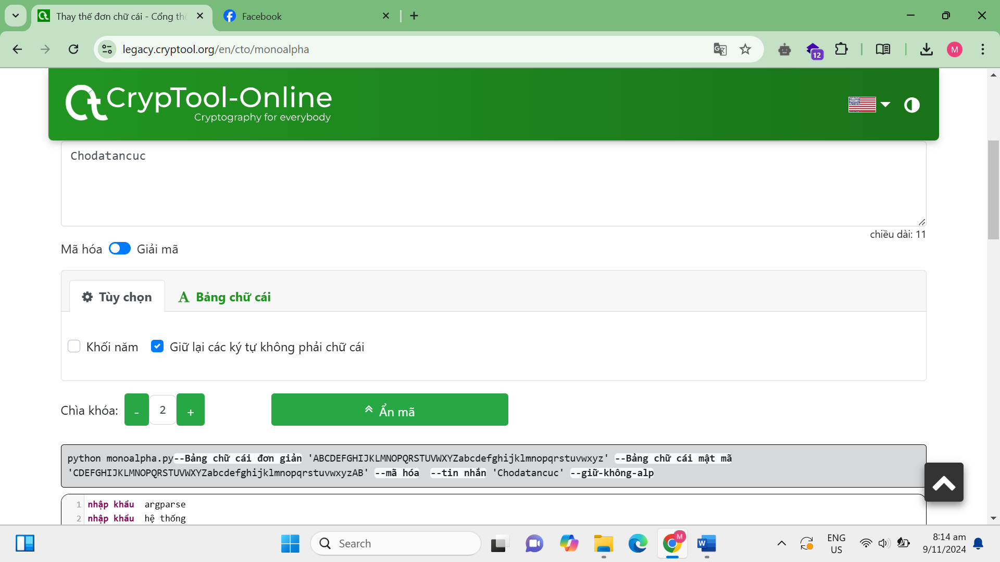 Thay thế đơn chữ cái - Cổng thô
Facebook
legacy.cryptool.org/en/cto/monoalpha
12
M
CrypTool-Online
Cryptography for everybody
Chodatancuc
chiều dài: 11
Mã hóa Giải mã
Tùy chọn A Bảng chữ cái
Khối năm Giữ lại các ký tự không phải chữ cái
Chìa khóa: - 2 + Ẩn mã
python monoalpha.py--Bảng chữ cái đơn giản 'ABCDEFGHIJKLMNOPQRSTUVWXYZabcdefghijklmnopqrstuvwxyz' --Bảng chữ cái mật mã
'CDEFGHIJKLMNOPQRSTUVWXYZabcdefghijklmnopqrstuvwxyzAB' --mã hóa --tin nhắn 'Chodatancuc' --giữ-không-alp
1 nhập khẩu argparse
2 nhập khẩu hệ thống
Search
M
W
ENG
US
8:14 am
9/11/2024